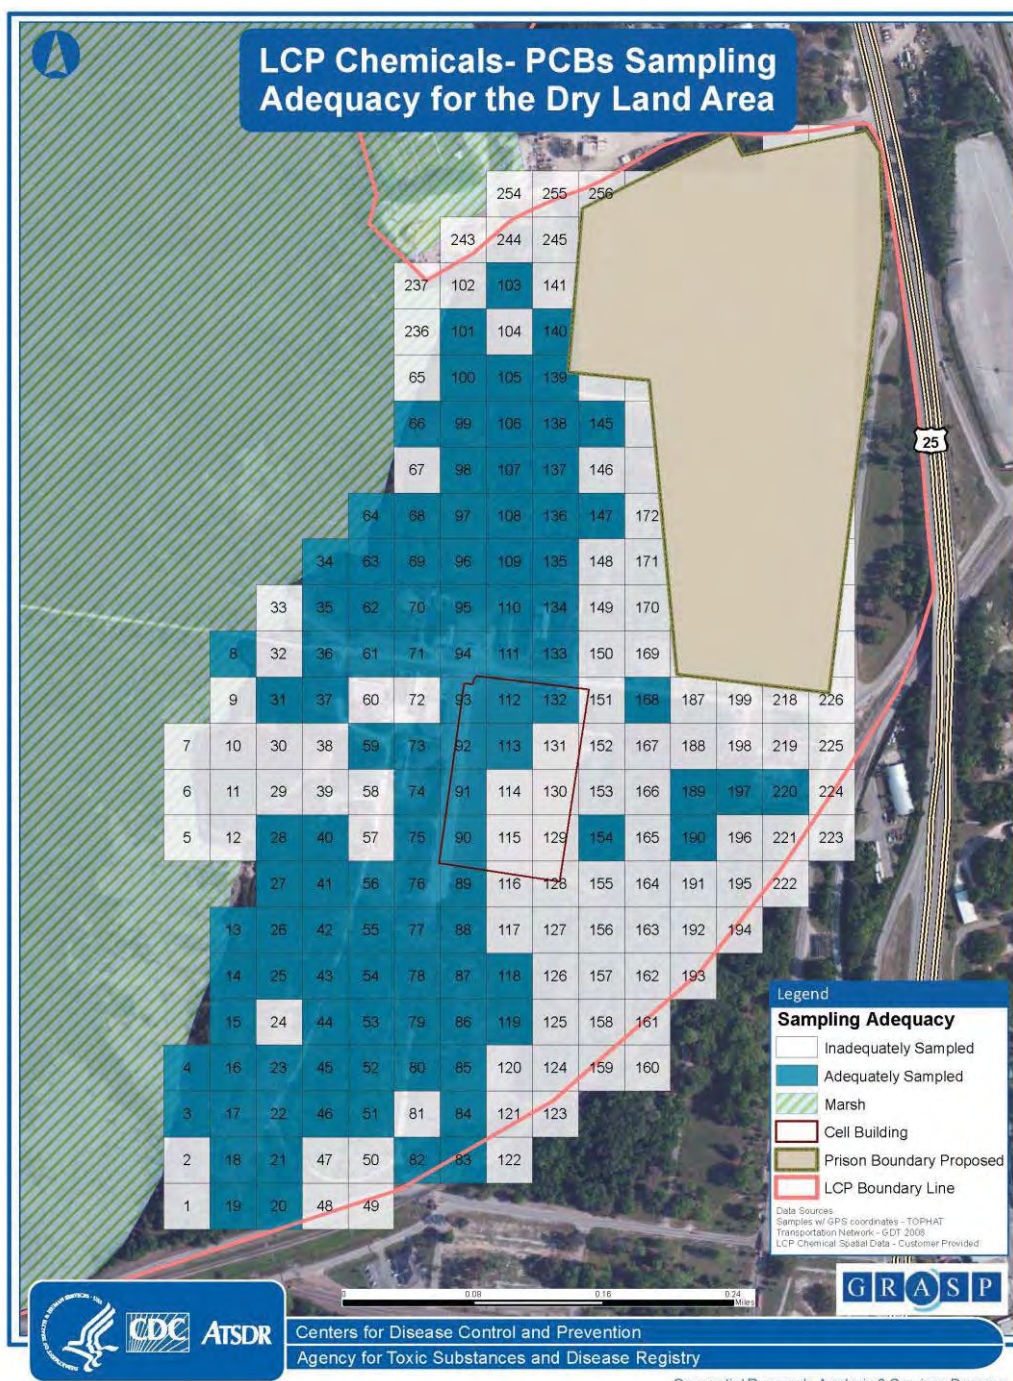 LCP Chemicals- PCBs Sampling
Adequacy for the Dry Land Area
254 255 256
243 244 245
237 102 103 141
236 101 104 140
65 100 105 139
66 99 106 138 145
67 98 107 137 146
64 68 97 108 136 147 172
34 63 69 96 109 135 148 171
33 35 62 70 95 110 134 149 170
8 32 36 61 71 94 111 133 150 169
9 31 37 60 72 93 112 132 151 168 187 199 218 226
7 10 30 38 59 73 92 113 131 152 167 188 198 219 225
6 11 29 39 58 74 91 114 130 153 166 189 197 220 224
5 12 28 40 57 75 90 115 129 154 165 190 196 221 223
27 41 56 76 89 116 128 155 164 191 195 222
13 26 42 55 77 88 117 127 156 163 192 194
14 25 43 54 78 87 118 126 157 162 193
15 24 44 53 79 86 119 125 158 161
4 16 23 45 52 80 85 120 124 159 160
3 17 22 46 51 81 84 121 123
2 18 21 47 50 82 83 122
1 19 20 48 49
25
Legend
Sampling Adequacy
Inadequately Sampled
Adequately Sampled
Marsh
Cell Building
Prison Boundary Proposed
LCP Boundary Line
Data Sources
Samples w/ GPS coordinates - TOPHAT
Transportation Network - GDT 2008
LCP Chemical Spatial Data - Customer Provided
0 0.08 0.16 0.24
Miles
GRASP
CDC ATSDR
Centers for Disease Control and Prevention
Agency for Toxic Substances and Disease Registry